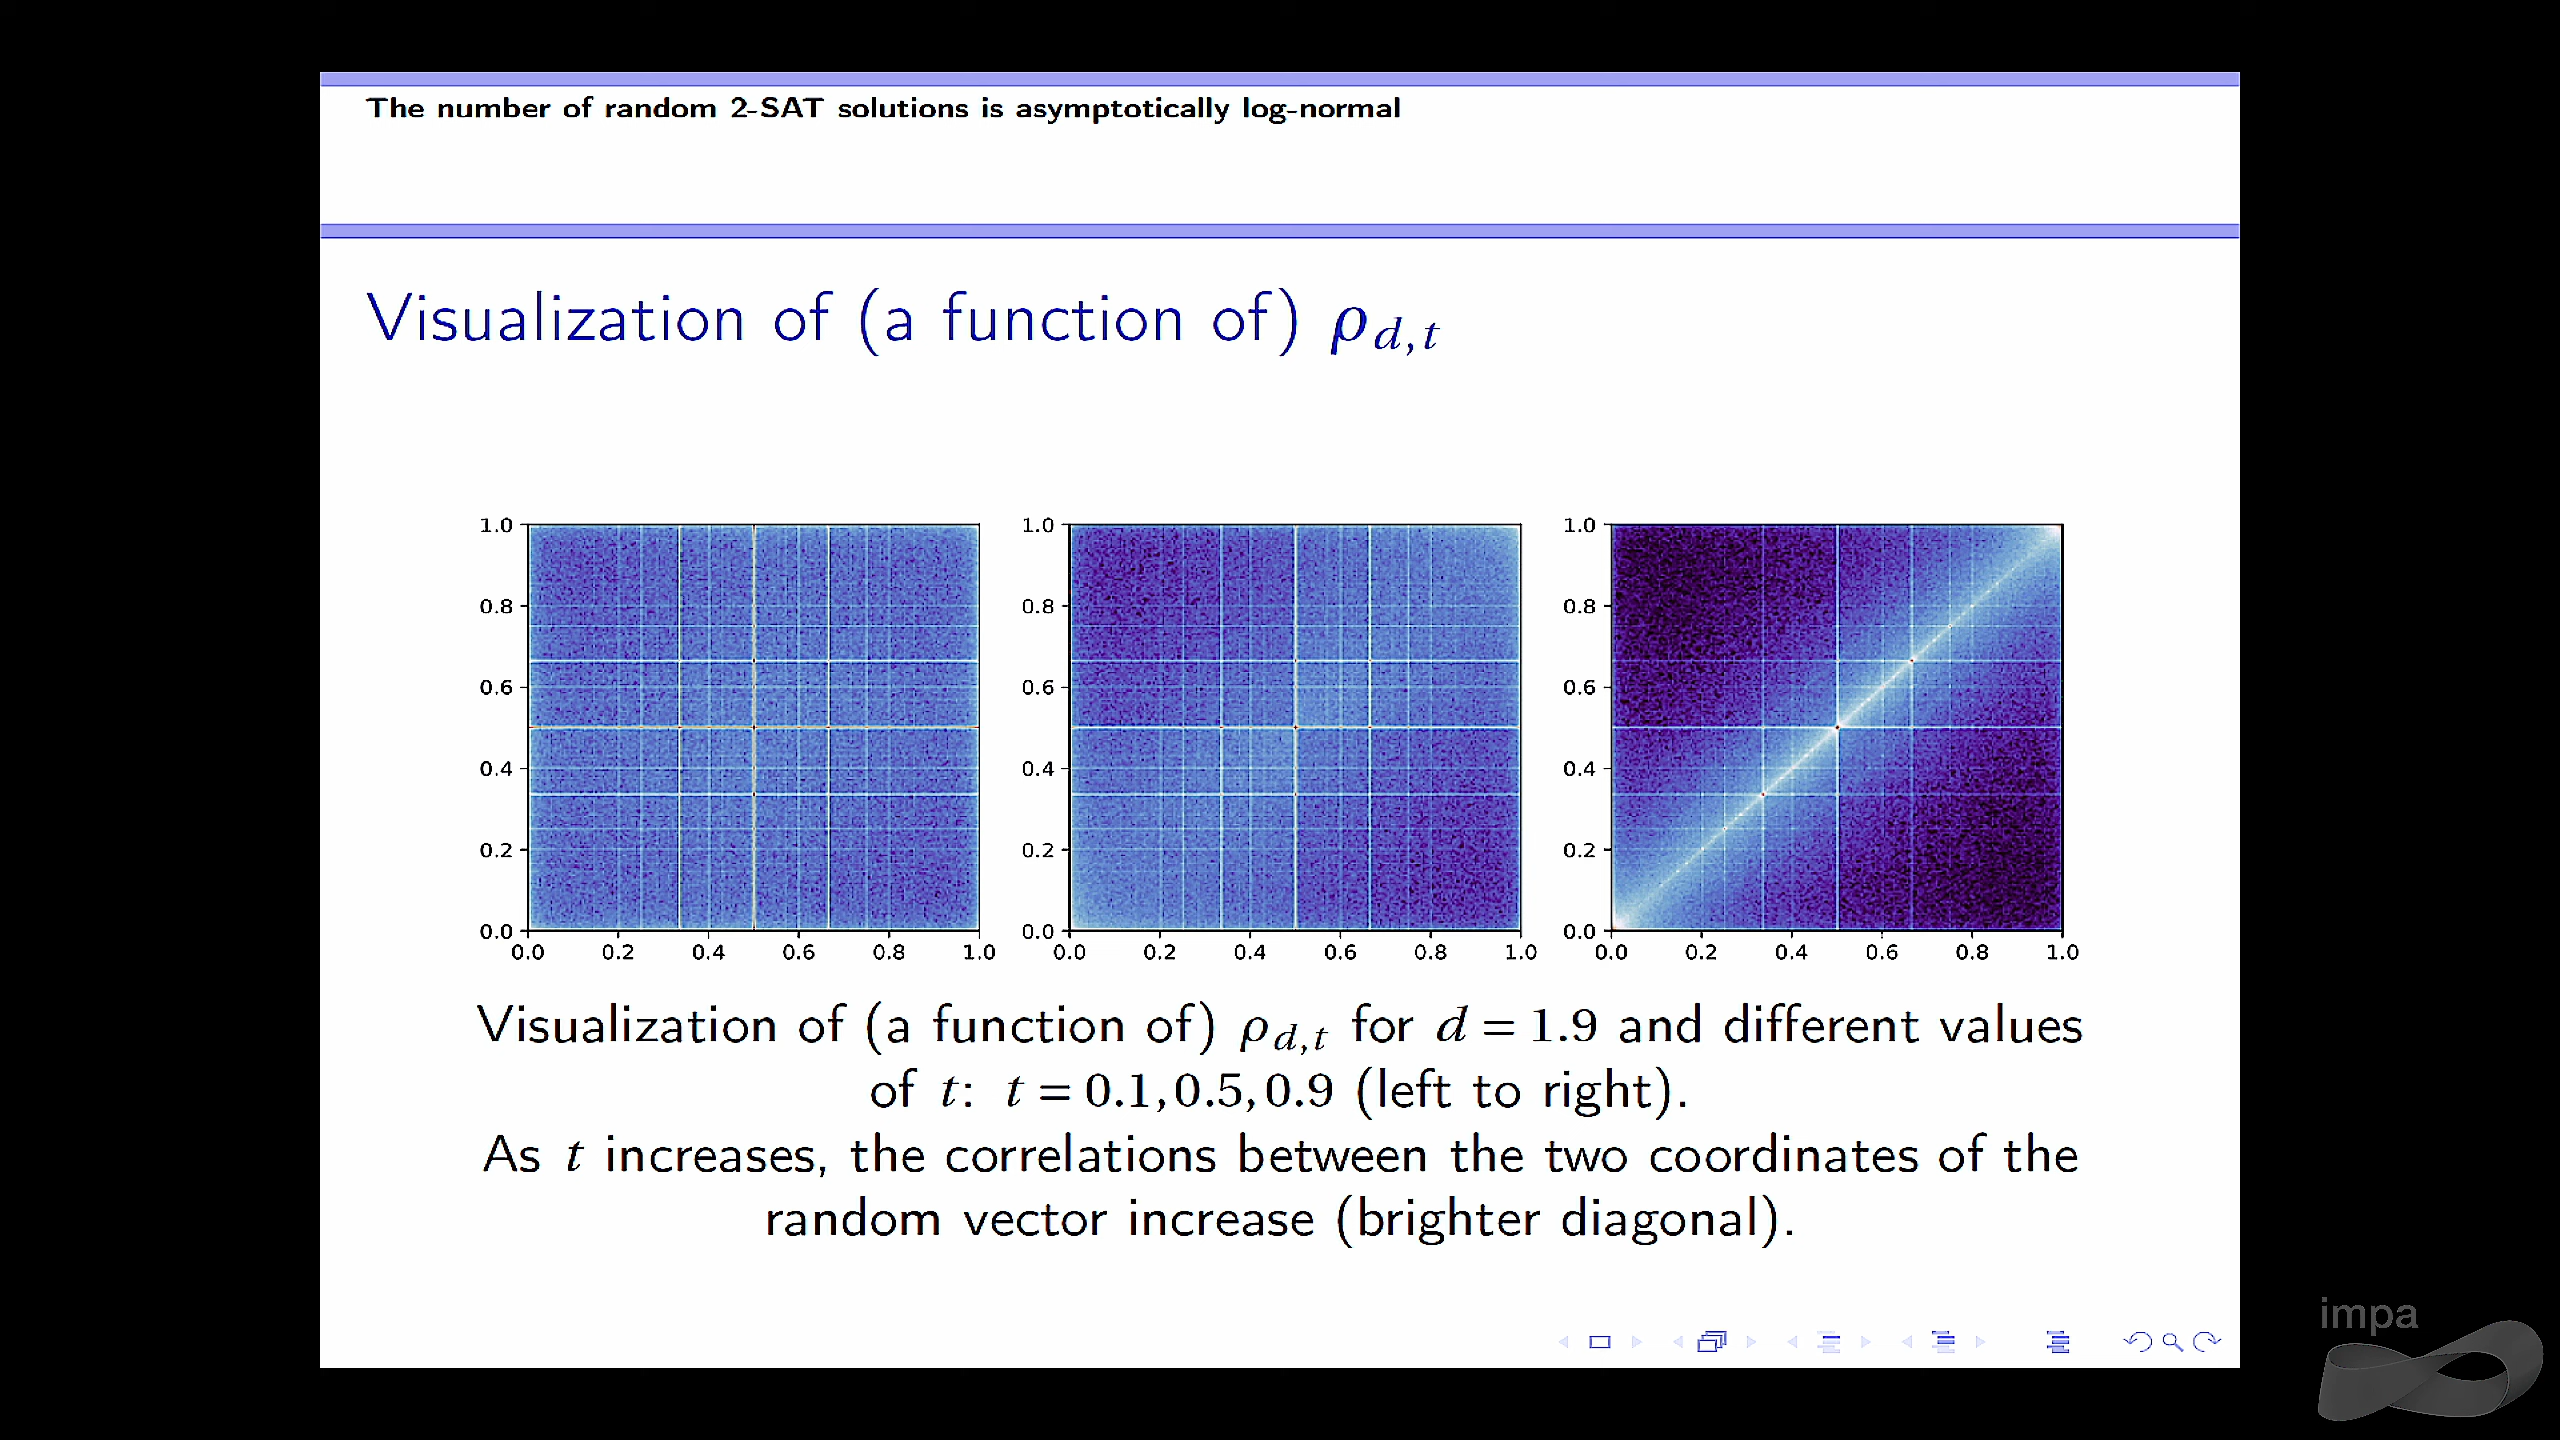 The number of random 2-SAT solutions is asymptotically log-normal
Visualization of (a function of) ρd,t
1.0
0.8
0.6
0.4
0.2
0.0
0.0 0.2 0.4 0.6 0.8 1.0
1.0
0.8
0.6
0.4
0.2
0.0
0.0 0.2 0.4 0.6 0.8 1.0
1.0
0.8
0.6
0.4
0.2
0.0
0.0 0.2 0.4 0.6 0.8 1.0
Visualization of (a function of) ρd,t for d = 1.9 and different values
of t: t = 0.1, 0.5, 0.9 (left to right).
As t increases, the correlations between the two coordinates of the
random vector increase (brighter diagonal).
impa